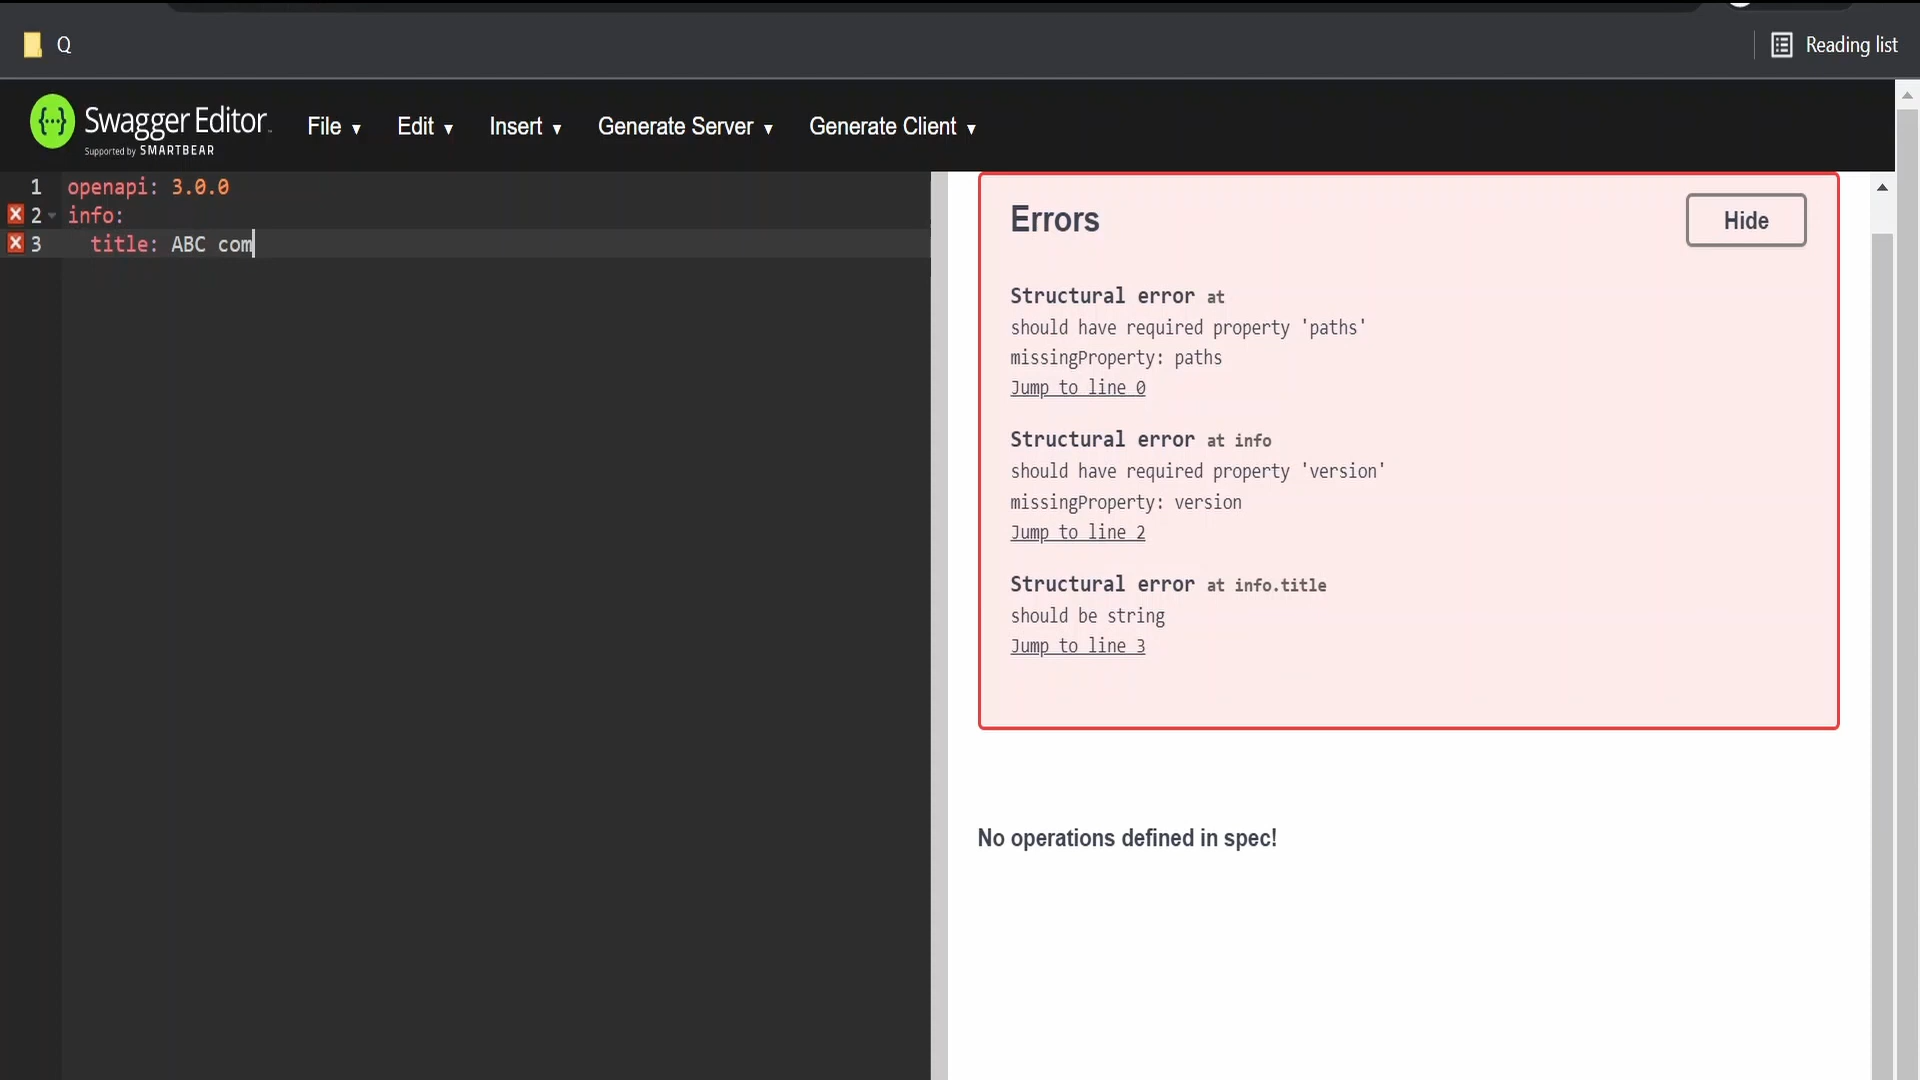 Q
Reading list
Swagger Editor
Supported by SMARTBEAR
File ▾ Edit ▾ Insert ▾ Generate Server ▾ Generate Client ▾
1 openapi: 3.0.0
2 info:
3 title: ABC com
Errors
Hide
Structural error at
should have required property 'paths'
missingProperty: paths
Jump to line 0
Structural error at info
should have required property 'version'
missingProperty: version
Jump to line 2
Structural error at info.title
should be string
Jump to line 3
No operations defined in spec!